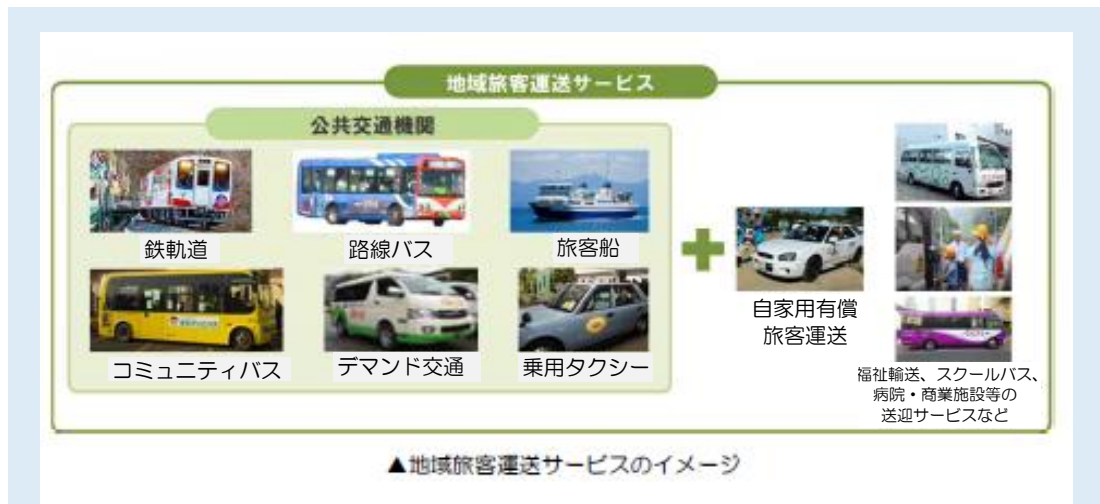 地域旅客運送サービス
公共交通機関
鉄軌道
路線バス
旅客船
コミュニティバス
デマンド交通
乗用タクシー
自家用有償
旅客運送
福祉輸送、スクールバス、
病院・商業施設等の
送迎サービスなど
▲地域旅客運送サービスのイメージ